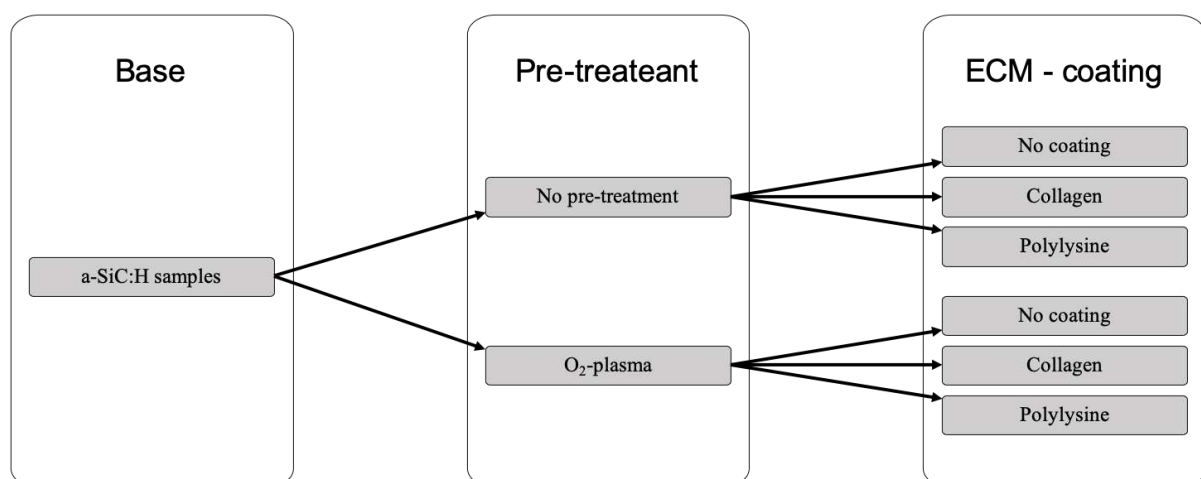 Base
Pre-treateant
ECM - coating
No coating
No pre-treatment
Collagen
Polylysine
a-SiC:H samples
No coating
O₂-plasma
Collagen
Polylysine